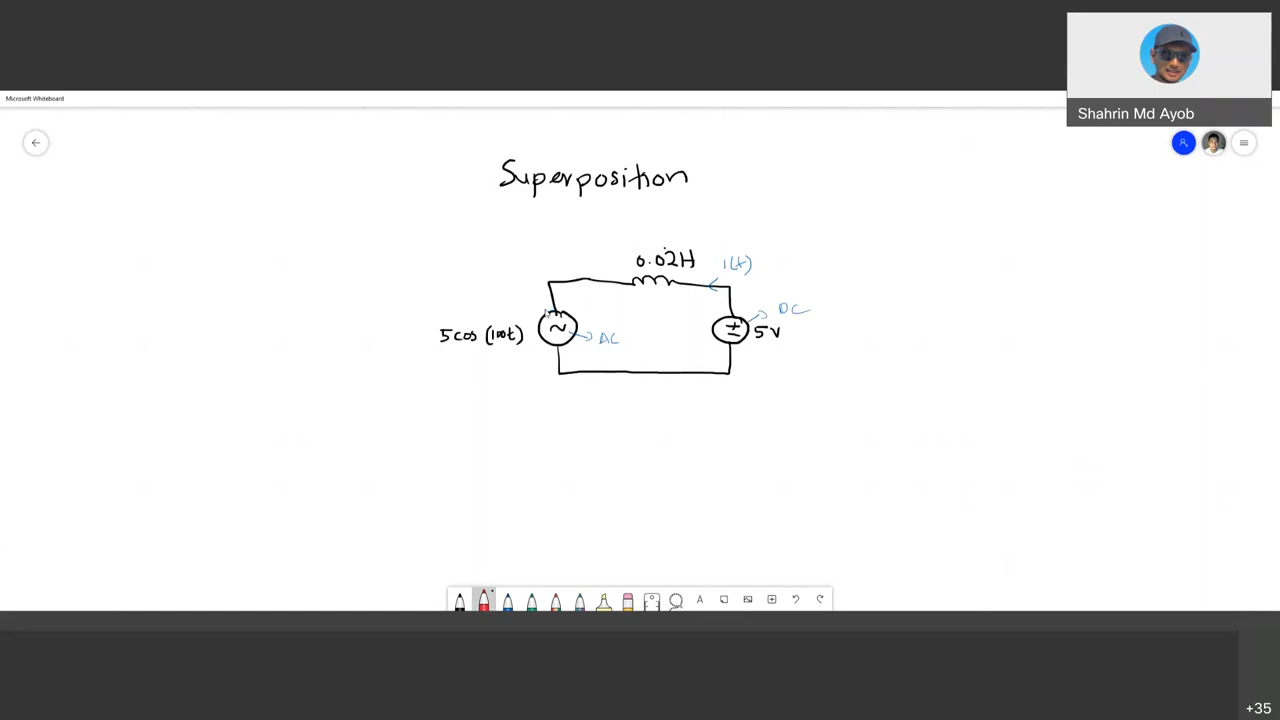 Shahrin Md Ayob
Microsoft Whiteboard
Superposition
0.02H
i(t)
DC
5cos (100t)
AC
5V
A
+35